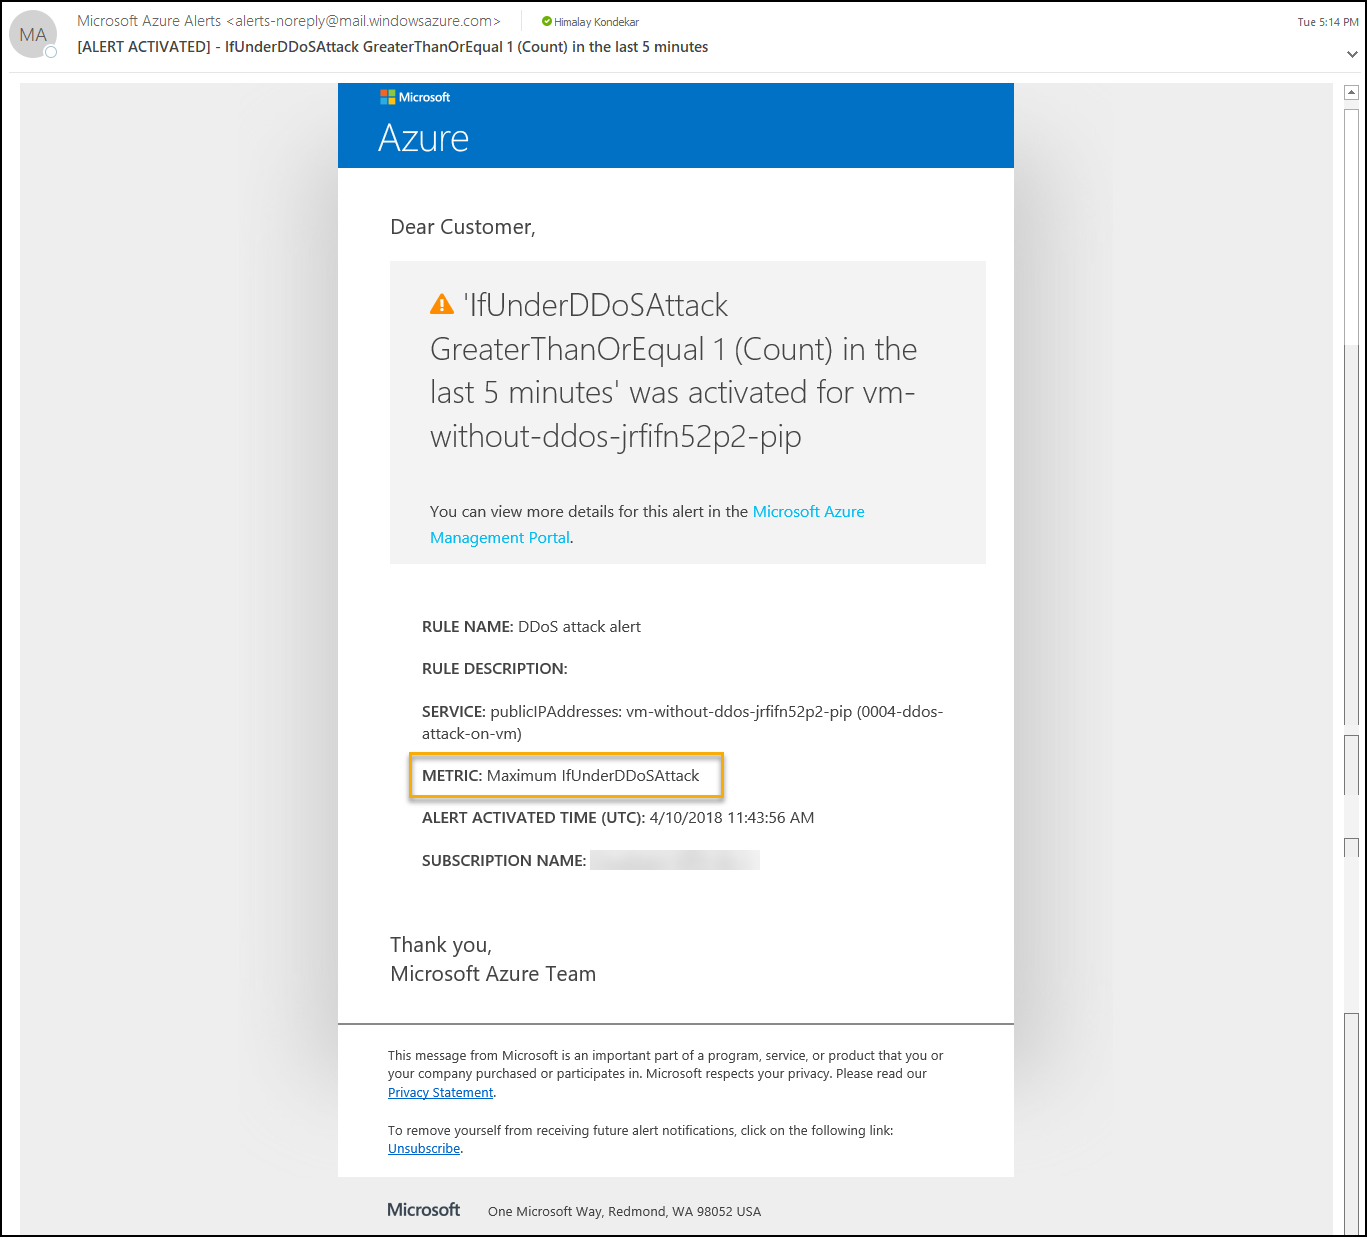 MA
Microsoft Azure Alerts <alerts-noreply@mail.windowsazure.com>
Himalay Kondekar
Tue 5:14 PM
[ALERT ACTIVATED] - IfUnderDDoSAttack GreaterThanOrEqual 1 (Count) in the last 5 minutes
Microsoft
Azure
Dear Customer,
'IfUnderDDoSAttack
GreaterThanOrEqual 1 (Count) in the
last 5 minutes' was activated for vm-
without-ddos-jrfifn52p2-pip
You can view more details for this alert in the Microsoft Azure
Management Portal.
RULE NAME: DDoS attack alert
RULE DESCRIPTION:
SERVICE: publicIPAddresses: vm-without-ddos-jrfifn52p2-pip (0004-ddos-
attack-on-vm)
METRIC: Maximum IfUnderDDoSAttack
ALERT ACTIVATED TIME (UTC): 4/10/2018 11:43:56 AM
SUBSCRIPTION NAME:
Thank you,
Microsoft Azure Team
This message from Microsoft is an important part of a program, service, or product that you or
your company purchased or participates in. Microsoft respects your privacy. Please read our
Privacy Statement.
To remove yourself from receiving future alert notifications, click on the following link:
Unsubscribe.
Microsoft
One Microsoft Way, Redmond, WA 98052 USA